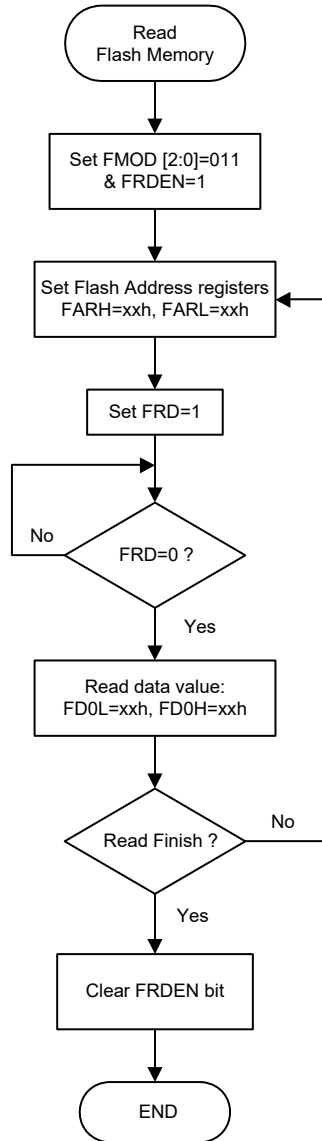 Read
Flash Memory
Set FMOD [2:0]=011
& FRDEN=1
Set Flash Address registers
FARH=xxh, FARL=xxh
Set FRD=1
No
FRD=0 ?
Yes
Read data value:
FD0L=xxh, FD0H=xxh
No
Read Finish ?
Yes
Clear FRDEN bit
END